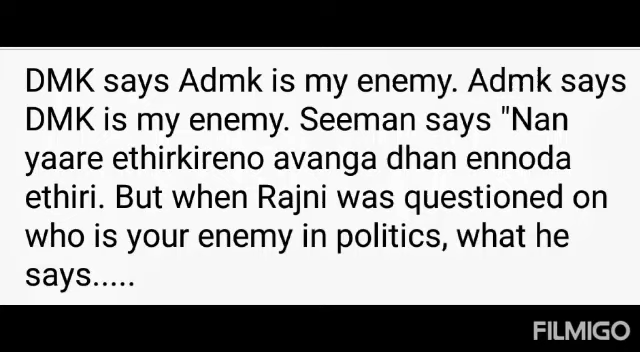 DMK says Admk is my enemy. Admk says
DMK is my enemy. Seeman says "Nan
yaare ethirkireno avanga dhan ennoda
ethiri. But when Rajni was questioned on
who is your enemy in politics, what he
says.....
FILMIGO